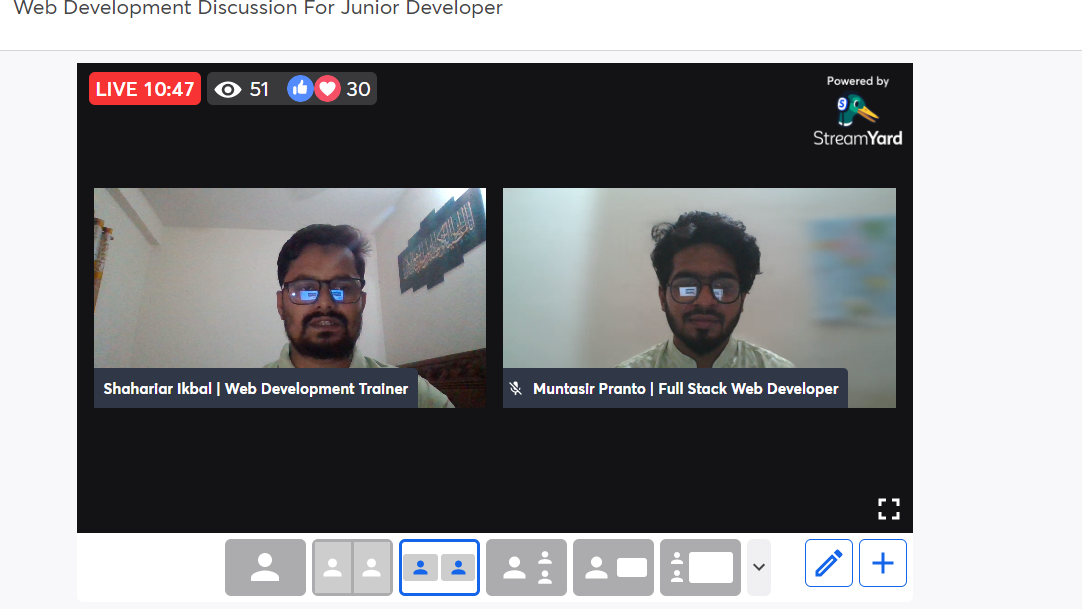 Web Development Discussion For Junior Developer
LIVE 10:47
51
30
Powered by
S
StreamYard
Shahariar Ikbal | Web Development Trainer
Muntasir Pranto | Full Stack Web Developer